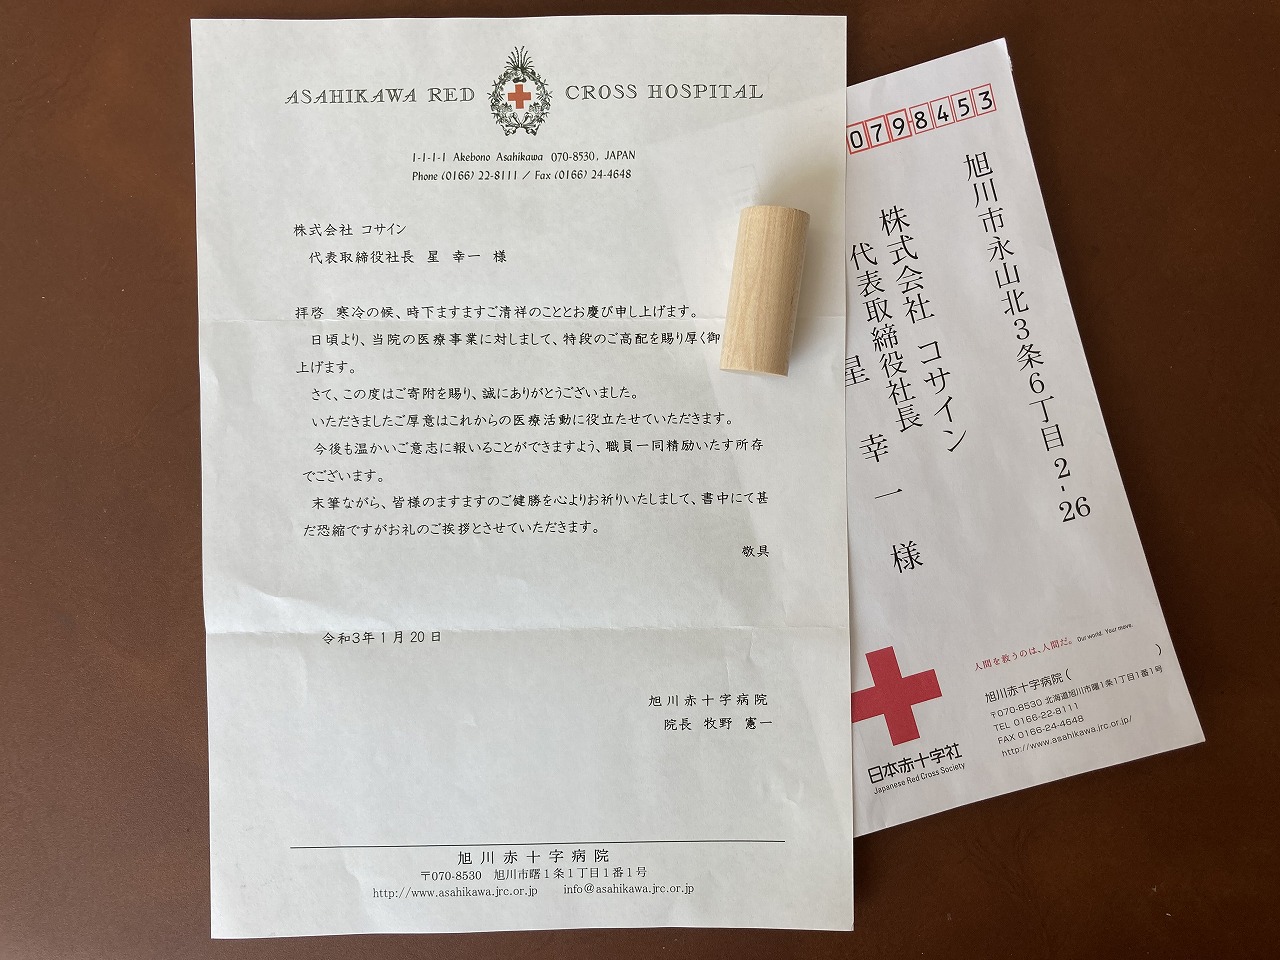 ASAHIKAWA RED CROSS HOSPITAL
1-1-1-1 Akebono Asahikawa 070-8530, JAPAN
Phone (0166) 22-8111 / Fax (0166) 24-4648
株式会社 コサイン
代表取締役社長 星 幸一 様
拝啓 寒冷の候、時下ますますご清祥のこととお慶び申し上げます。
日頃より、当院の医療事業に対しまして、特段のご高配を賜り厚く御
上げます。
さて、この度はご寄附を賜り、誠にありがとうございました。
いただきましたご厚意はこれからの医療活動に役立たせていただきます。
今後も温かいご意志に報いることができますよう、職員一同精励いたす所存
でございます。
末筆ながら、皆様のますますのご健勝を心よりお祈りいたしまして、書中にて甚
だ恐縮ですがお礼のご挨拶とさせていただきます。
敬具
令和3年1月20日
旭川赤十字病院
院長 牧野 憲一
旭川赤十字病院
〒070-8530 旭川市曙1条1丁目1番1号
http://www.asahikawa.jrc.or.jp info@asahikawa.jrc.or.jp
0798453
旭川市永山北3条6丁目2-26
株式会社 コサイン
代表取締役社長
星 幸一 様
人間を救うのは、人間だ。 Our world. Your move.
旭川赤十字病院( )
〒070-8530 北海道旭川市曙1条1丁目1番1号
TEL 0166-22-8111
FAX 0166-24-4648
http://www.asahikawa.jrc.or.jp/
日本赤十字社
Japanese Red Cross Society